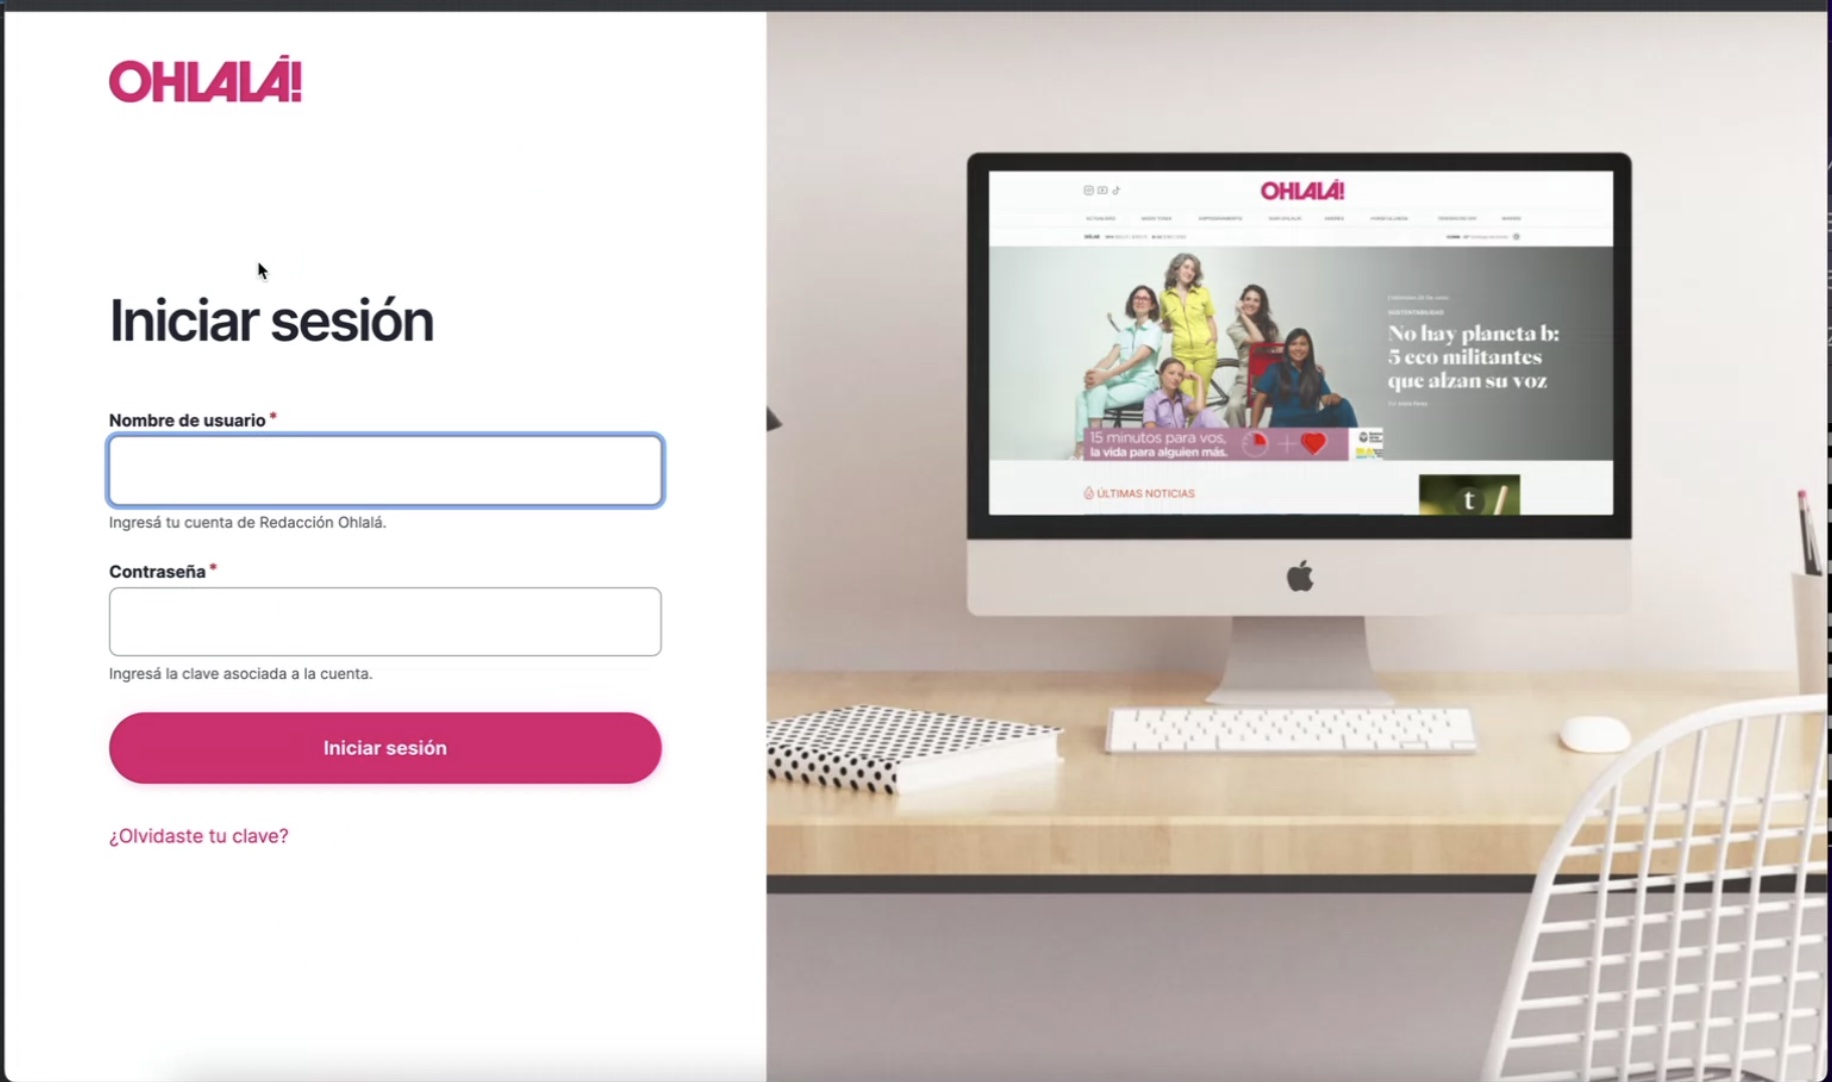 OHLALÁ!
Iniciar sesión
Nombre de usuario *
Ingresá tu cuenta de Redacción Ohlalá.
Contraseña *
Ingresá la clave asociada a la cuenta.
Iniciar sesión
¿Olvidaste tu clave?
OHLALÁ!
SUSTENTABILIDAD
No hay planeta b:
5 eco militantes
que alzan su voz
15 minutos para vos,
la vida para alguien más.
ÚLTIMAS NOTICIAS
t